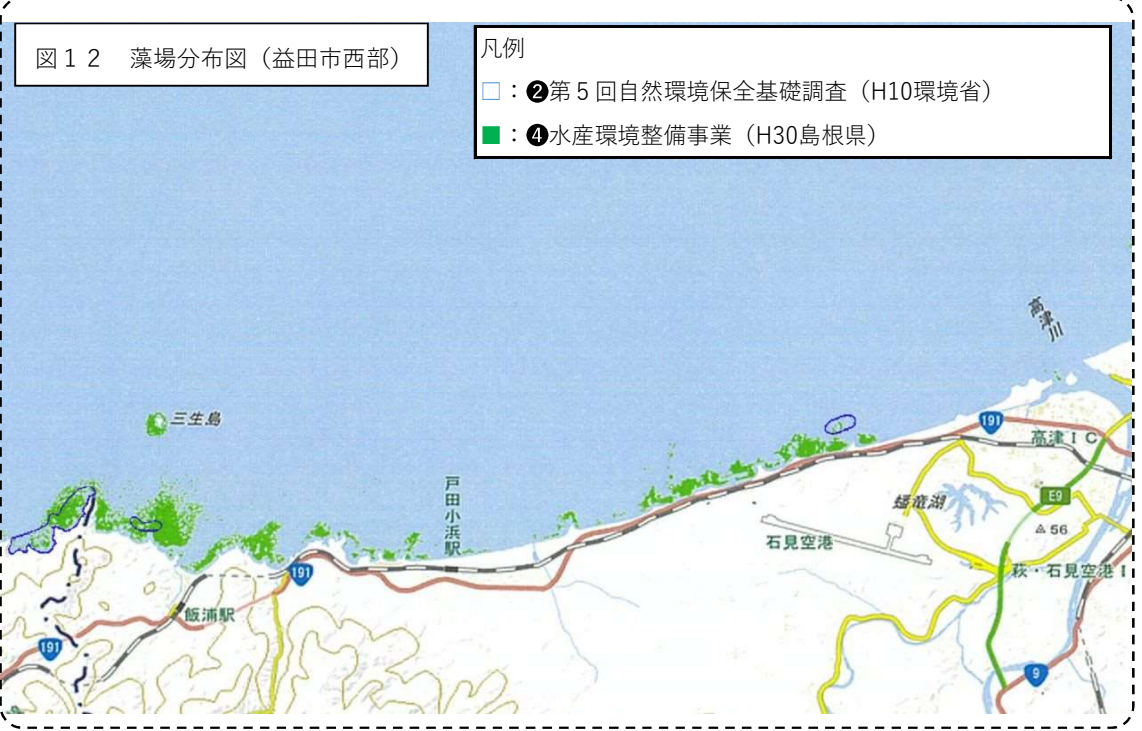 図１２　藻場分布図（益田市西部）
凡例
□：❷第５回自然環境保全基礎調査（H10環境省）
■：❹水産環境整備事業（H30島根県）
高津川
三生島
191
高津ＩＣ
戸田小浜駅
蟠竜湖
E9
56
石見空港
191
萩・石見空港Ｉ
飯浦駅
191
9